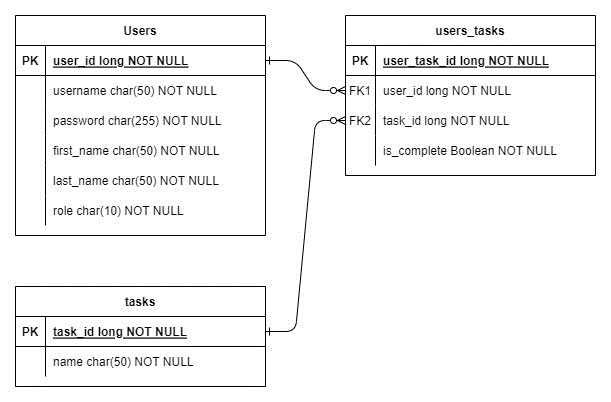 Users
PK user_id long NOT NULL
username char(50) NOT NULL
password char(255) NOT NULL
first_name char(50) NOT NULL
last_name char(50) NOT NULL
role char(10) NOT NULL
users_tasks
PK user_task_id long NOT NULL
FK1 user_id long NOT NULL
FK2 task_id long NOT NULL
is_complete Boolean NOT NULL
tasks
PK task_id long NOT NULL
name char(50) NOT NULL